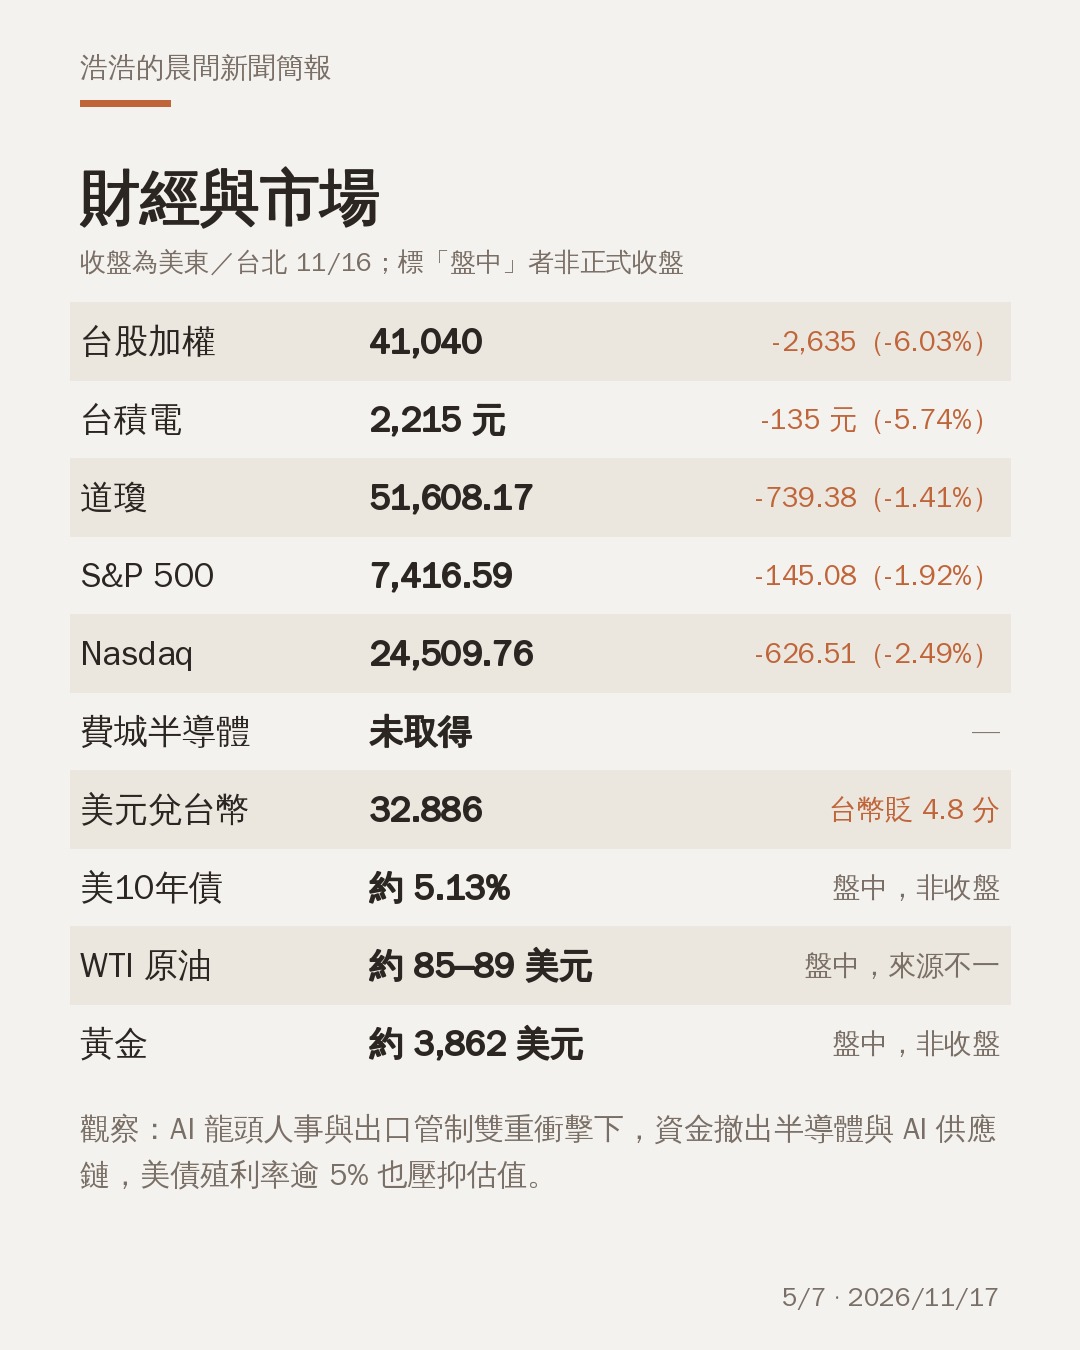 浩浩的晨間新聞簡報
財經與市場
收盤為美東／台北 11/16；標「盤中」者非正式收盤
台股加權 41,040 -2,635（-6.03%）
台積電 2,215 元 -135 元（-5.74%）
道瓊 51,608.17 -739.38（-1.41%）
S&P 500 7,416.59 -145.08（-1.92%）
Nasdaq 24,509.76 -626.51（-2.49%）
費城半導體 未取得 —
美元兌台幣 32.886 台幣貶 4.8 分
美10年債 約 5.13% 盤中，非收盤
WTI 原油 約 85–89 美元 盤中，來源不一
黃金 約 3,862 美元 盤中，非收盤
觀察：AI 龍頭人事與出口管制雙重衝擊下，資金撤出半導體與 AI 供應
鏈，美債殖利率逾 5% 也壓抑估值。
5/7 · 2026/11/17